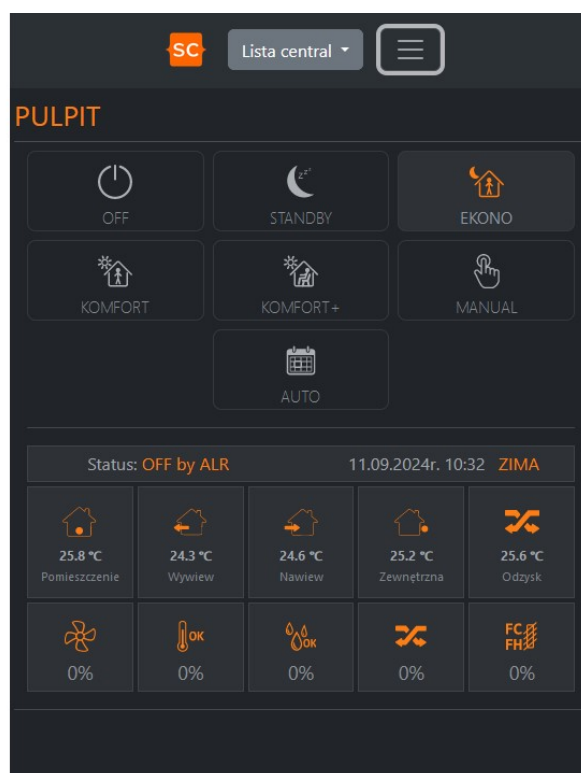 SC
Lista central
PULPIT
OFF
STANDBY
EKONO
KOMFORT
KOMFORT+
MANUAL
AUTO
Status: OFF by ALR 11.09.2024r. 10:32 ZIMA
25.8 °C 24.3 °C 24.6 °C 25.2 °C 25.6 °C
Pomieszczenie Wywiew Nawiew Zewnętrzna Odzysk
OK OK FC
FH
0% 0% 0% 0% 0%